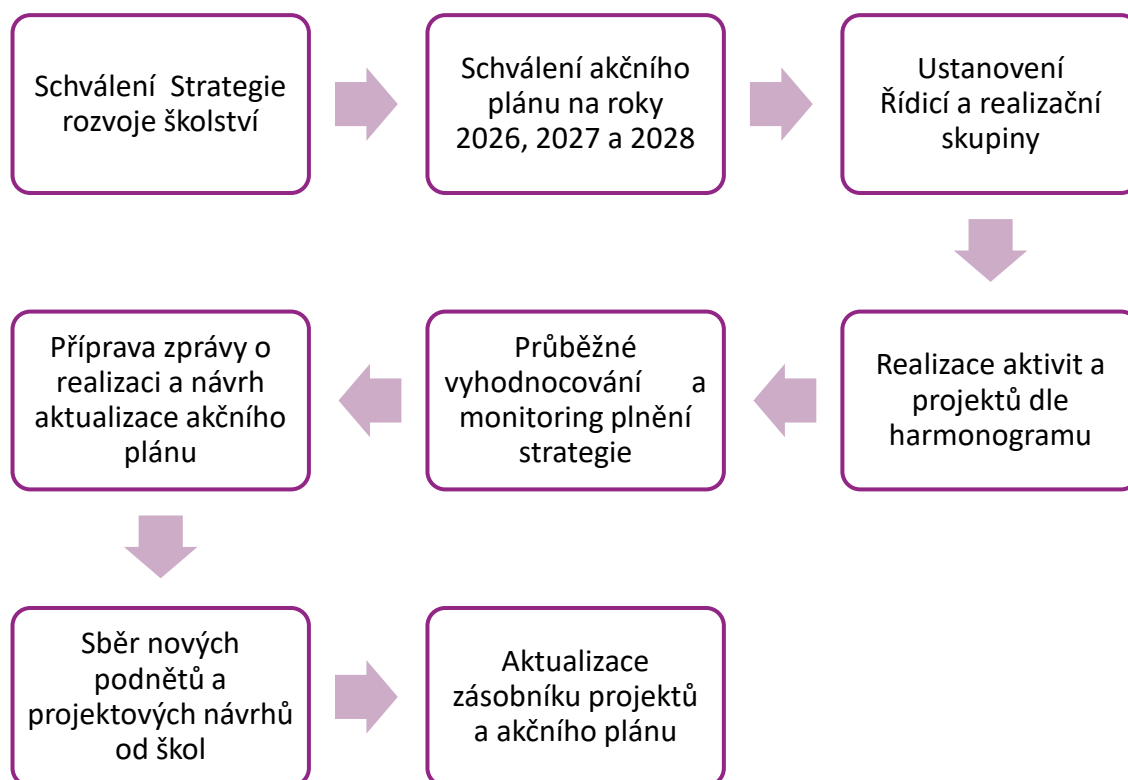 Schválení Strategie
rozvoje školství
Schválení akčního
plánu na roky
2026, 2027 a 2028
Ustanovení
Řídicí a realizační
skupiny
Realizace aktivit a
projektů dle
harmonogramu
Průběžné
vyhodnocování a
monitoring plnění
strategie
Příprava zprávy o
realizaci a návrh
aktualizace akčního
plánu
Sběr nových
podnětů a
projektových návrhů
od škol
Aktualizace
zásobníku projektů
a akčního plánu